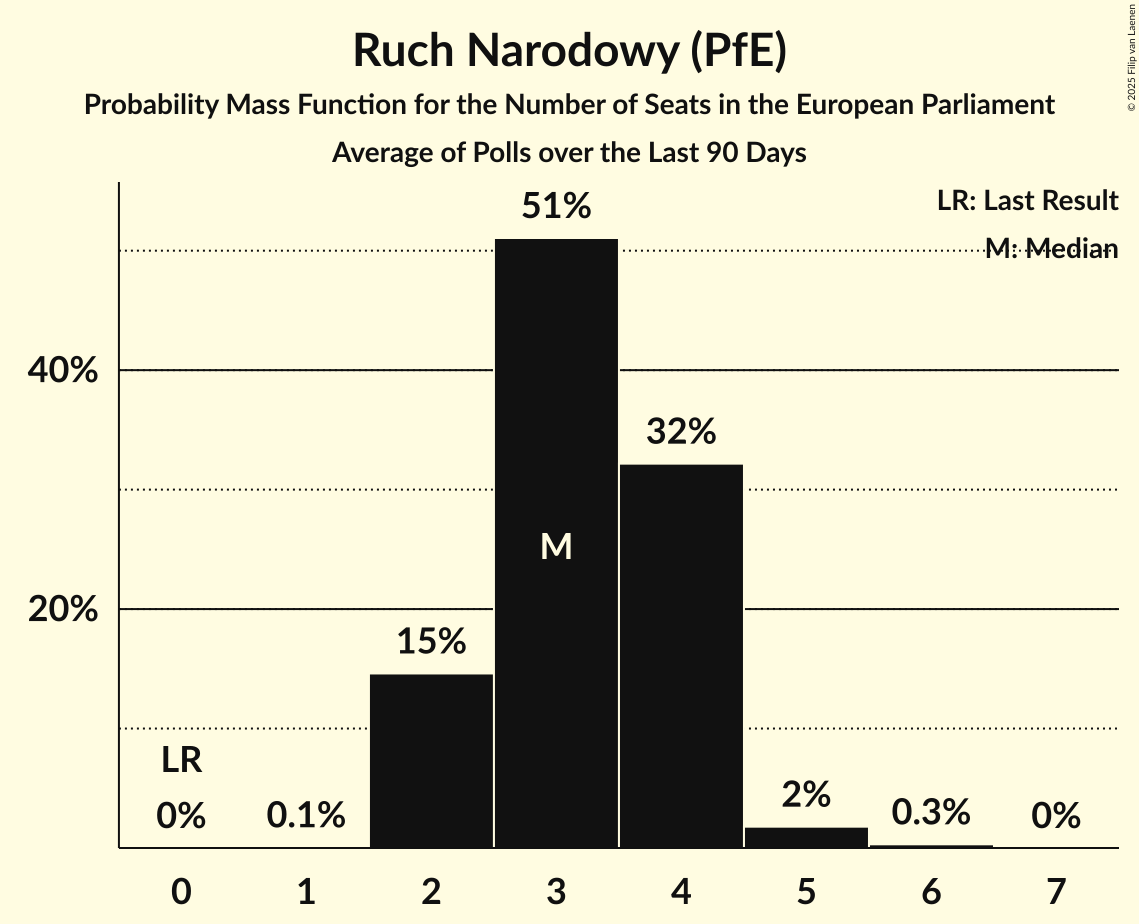 Ruch Narodowy (PfE)
Probability Mass Function for the Number of Seats in the European Parliament
Average of Polls over the Last 90 Days
© 2025 Filip van Laenen
LR: Last Result
M: Median
51%
40%
32%
M
20%
15%
LR
0%
0.1%
2%
0.3%
0%
0 1 2 3 4 5 6 7